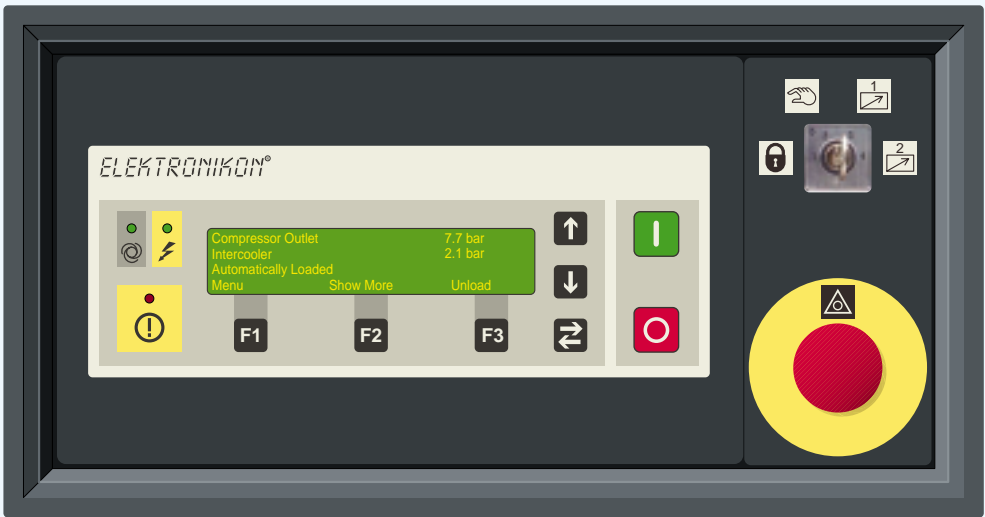 1
2
ELEKTRONIKON®
Compressor Outlet 7.7 bar
Intercooler 2.1 bar
Automatically Loaded
Menu Show More Unload
F1 F2 F3